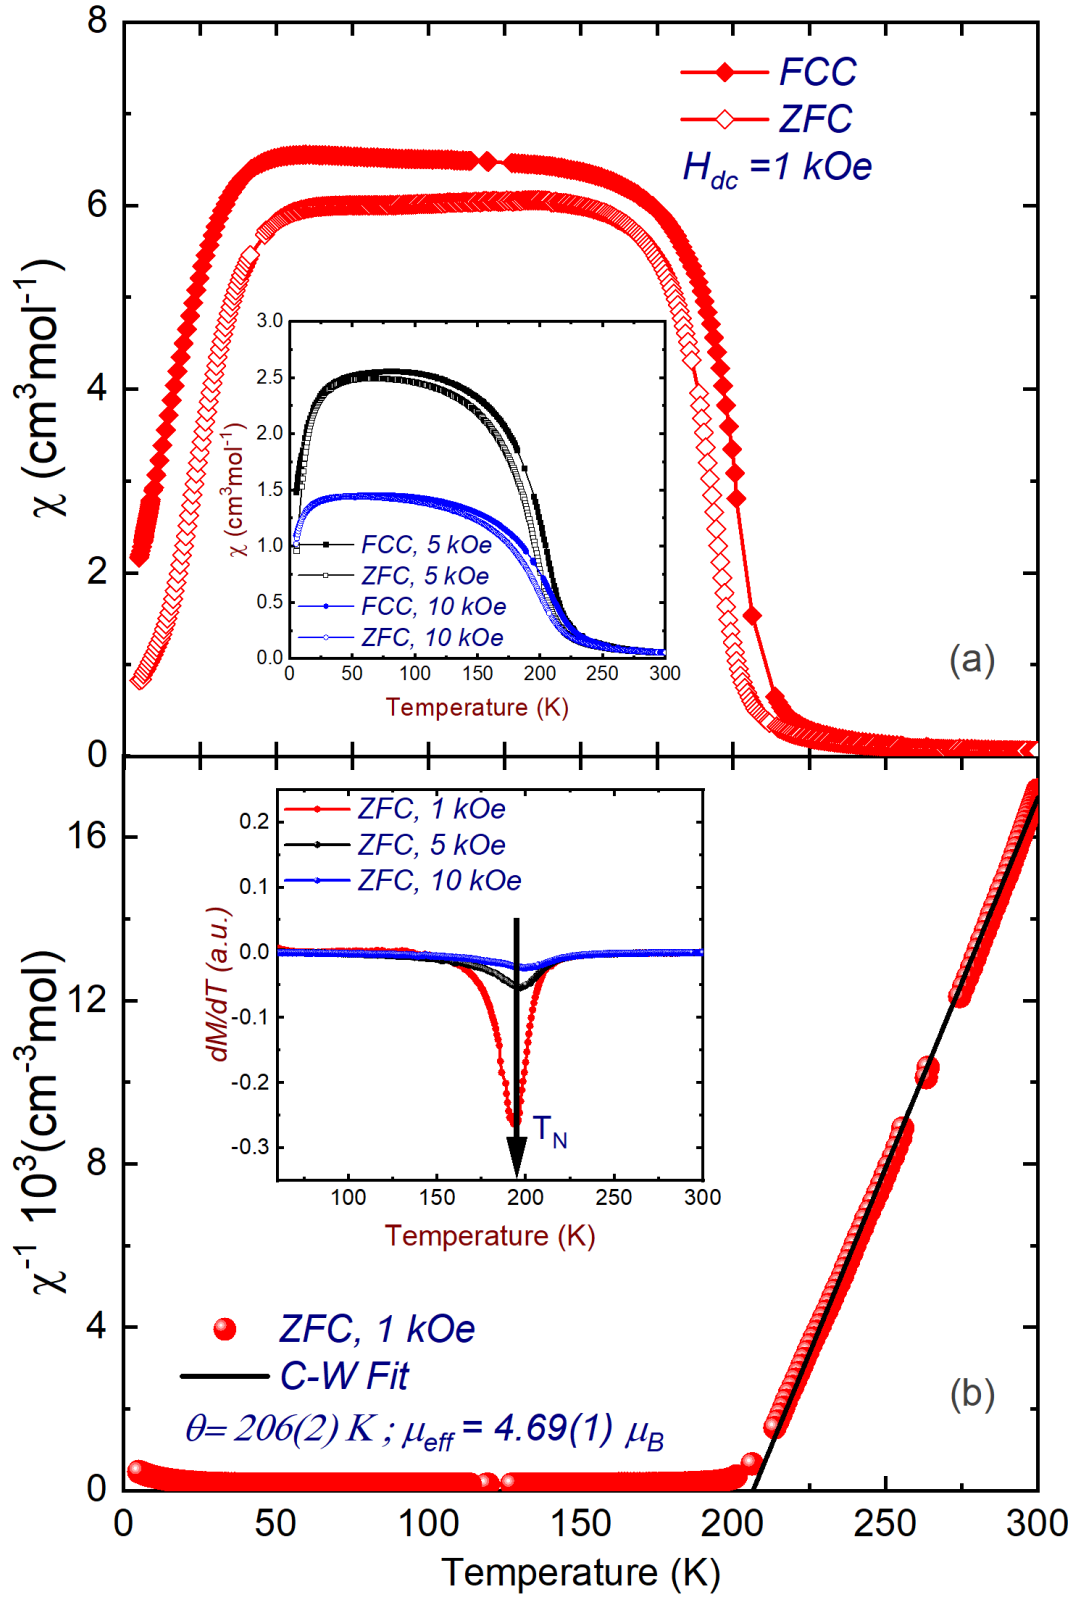 8
6
4
2
0
χ (cm³mol⁻¹)
FCC
ZFC
H_dc =1 kOe
3.0
2.5
2.0
1.5
1.0
0.5
0.0
χ (cm³mol⁻¹)
FCC, 5 kOe
ZFC, 5 kOe
FCC, 10 kOe
ZFC, 10 kOe
0 50 100 150 200 250 300
Temperature (K)
(a)
16
12
8
4
0
χ⁻¹ 10³(cm⁻³mol)
ZFC, 1 kOe
ZFC, 5 kOe
ZFC, 10 kOe
0.2
0.1
0.0
-0.1
-0.2
-0.3
dM/dT (a.u.)
T_N
100 150 200 250 300
Temperature (K)
ZFC, 1 kOe
C-W Fit
θ= 206(2) K ; μ_eff = 4.69(1) μ_B
(b)
0 50 100 150 200 250 300
Temperature (K)